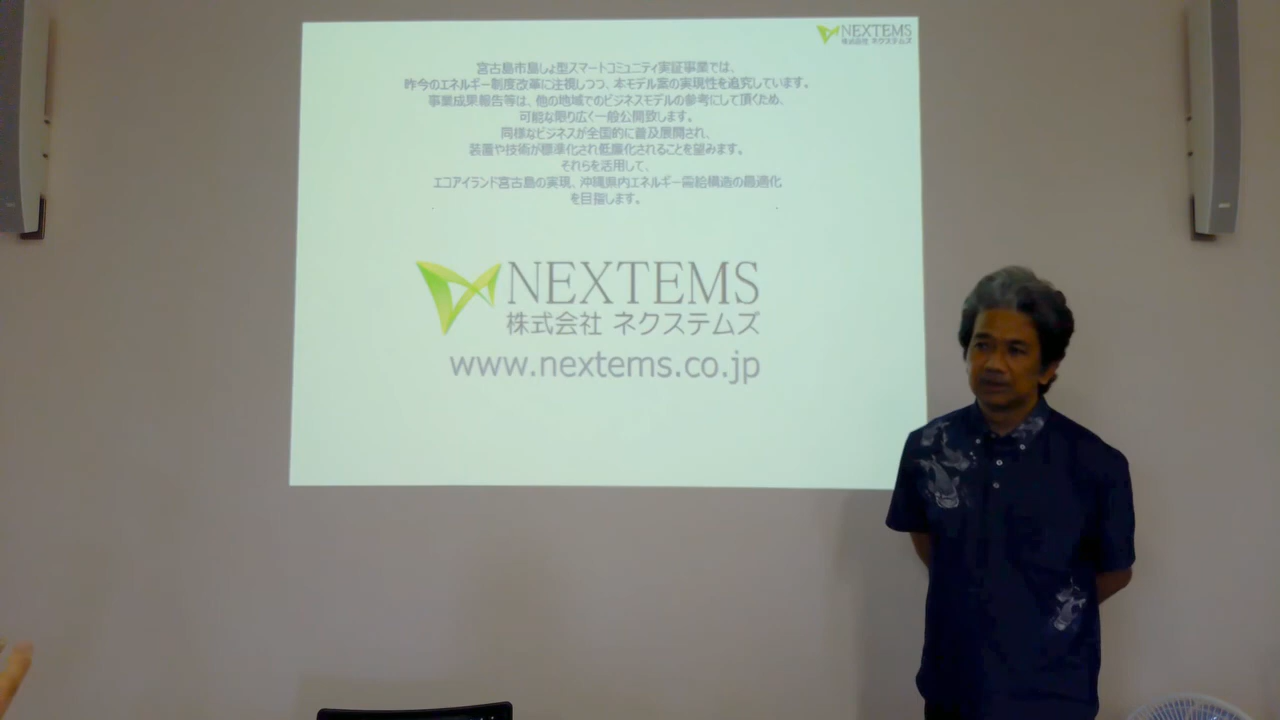 NEXTEMS
株式会社 ネクステムズ
宮古島市島しょ型スマートコミュニティ実証事業では、
昨今のエネルギー制度改革に注視しつつ、本モデル案の実現性を追究しています。
事業成果報告等は、他の地域でのビジネスモデルの参考にして頂くため、
可能な限り広く一般公開致します。
同様なビジネスが全国的に普及展開され、
装置や技術が標準化され低廉化されることを望みます。
それらを活用して、
エコアイランド宮古島の実現、沖縄県内エネルギー需給構造の最適化
を目指します。
NEXTEMS
株式会社 ネクステムズ
www.nextems.co.jp